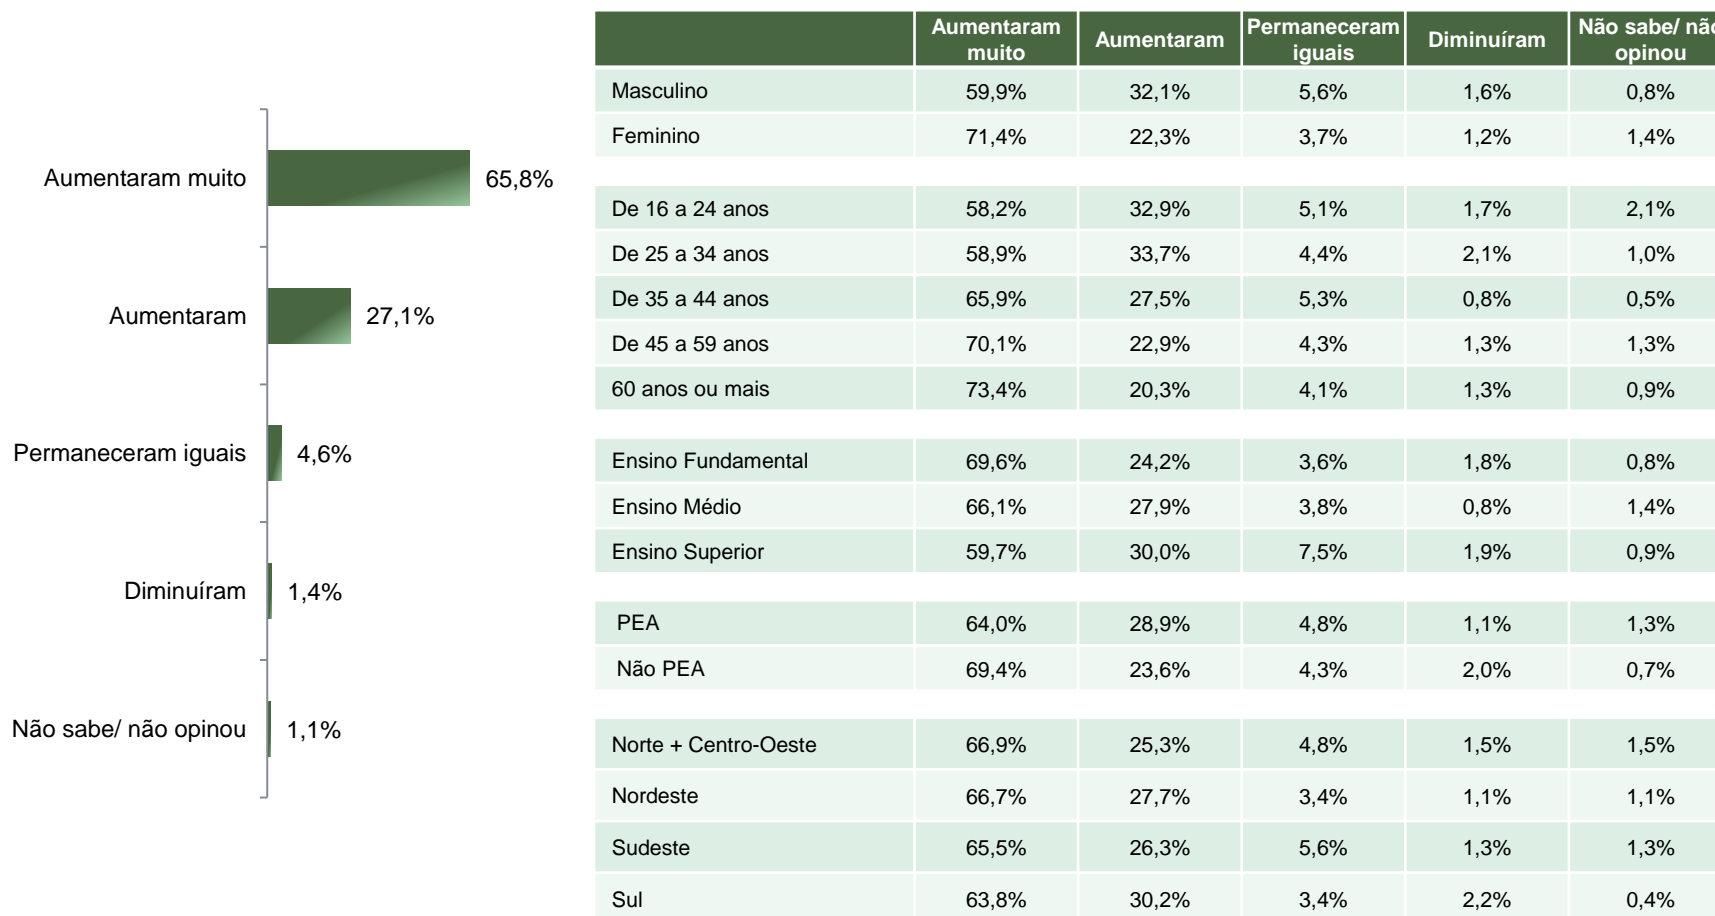 Aumentaram muito 65,8%
Aumentaram 27,1%
Permaneceram iguais 4,6%
Diminuíram 1,4%
Não sabe/ não opinou 1,1%
Aumentaram muito Aumentaram Permaneceram iguais Diminuíram Não sabe/ não opinou
Masculino 59,9% 32,1% 5,6% 1,6% 0,8%
Feminino 71,4% 22,3% 3,7% 1,2% 1,4%
De 16 a 24 anos 58,2% 32,9% 5,1% 1,7% 2,1%
De 25 a 34 anos 58,9% 33,7% 4,4% 2,1% 1,0%
De 35 a 44 anos 65,9% 27,5% 5,3% 0,8% 0,5%
De 45 a 59 anos 70,1% 22,9% 4,3% 1,3% 1,3%
60 anos ou mais 73,4% 20,3% 4,1% 1,3% 0,9%
Ensino Fundamental 69,6% 24,2% 3,6% 1,8% 0,8%
Ensino Médio 66,1% 27,9% 3,8% 0,8% 1,4%
Ensino Superior 59,7% 30,0% 7,5% 1,9% 0,9%
PEA 64,0% 28,9% 4,8% 1,1% 1,3%
Não PEA 69,4% 23,6% 4,3% 2,0% 0,7%
Norte + Centro-Oeste 66,9% 25,3% 4,8% 1,5% 1,5%
Nordeste 66,7% 27,7% 3,4% 1,1% 1,1%
Sudeste 65,5% 26,3% 5,6% 1,3% 1,3%
Sul 63,8% 30,2% 3,4% 2,2% 0,4%